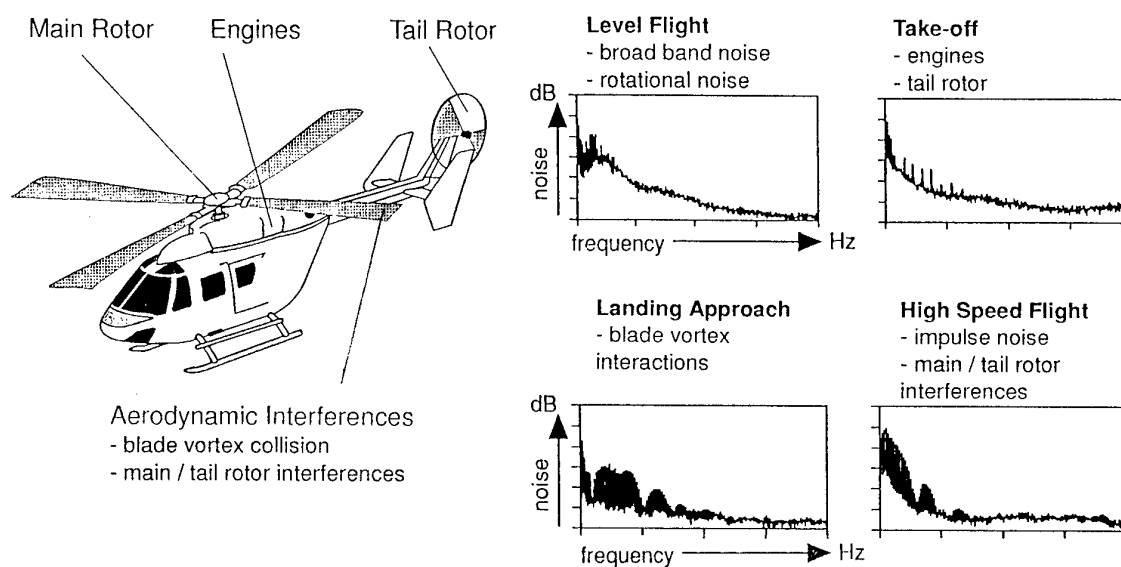 Main Rotor
Engines
Tail Rotor
Aerodynamic Interferences
- blade vortex collision
- main / tail rotor interferences
Level Flight
- broad band noise
- rotational noise
dB
noise
frequency
Hz
Take-off
- engines
- tail rotor
Landing Approach
- blade vortex
interactions
dB
noise
frequency
Hz
High Speed Flight
- impulse noise
- main / tail rotor
interferences